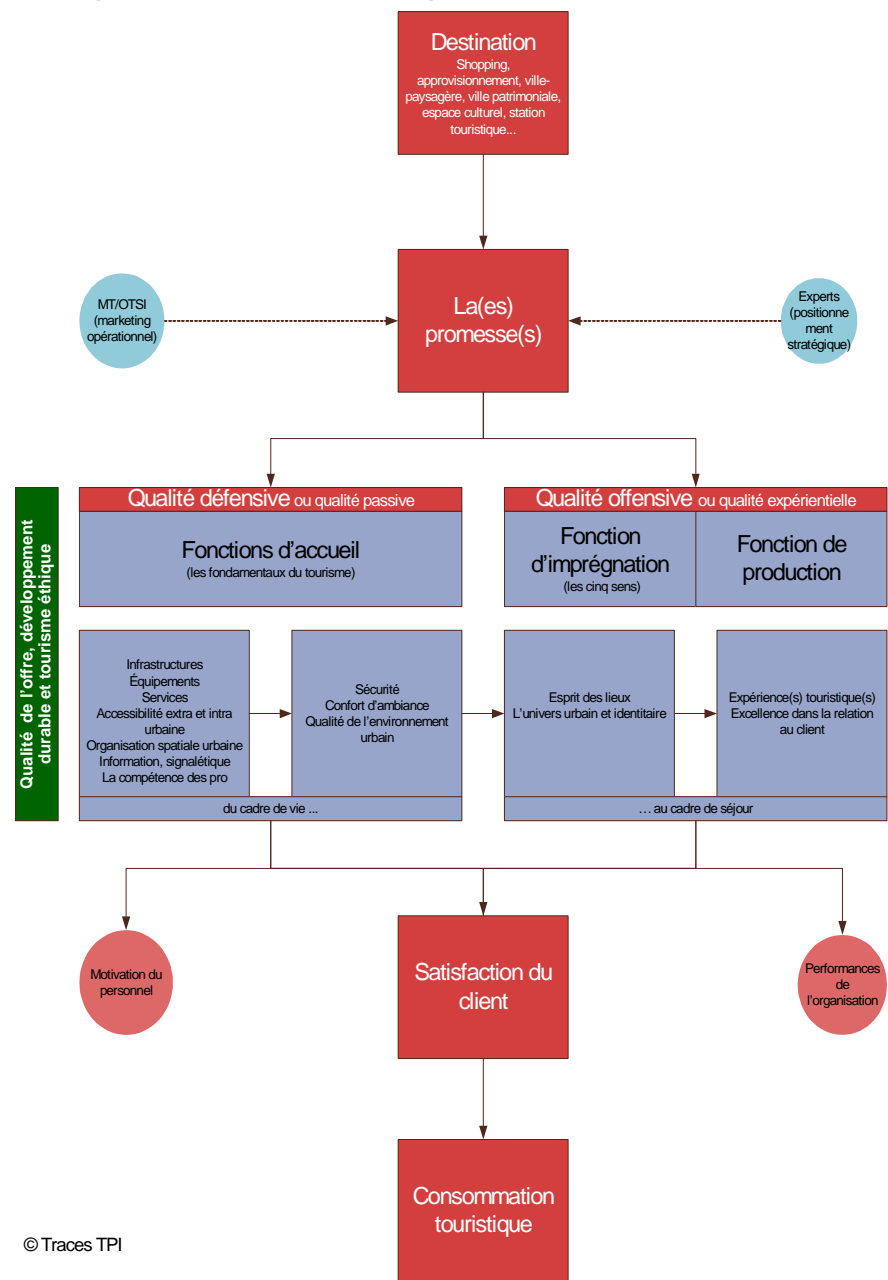 Destination
Shopping,
approvisionnement, ville-
paysagère, ville patrimoniale,
espace culturel, station
touristique...
MT/OTSI
(marketing
opérationnel)
La(es)
promesse(s)
Experts
(positionne
ment
stratégique)
Qualité de l'offre, développement
durable et tourisme éthique
Qualité défensive ou qualité passive
Fonctions d'accueil
(les fondamentaux du tourisme)
Qualité offensive ou qualité expérientielle
Fonction
d'imprégnation
(les cinq sens)
Fonction de
production
Infrastructures
Équipements
Services
Accessibilité extra et intra
urbaine
Organisation spatiale urbaine
Information, signalétique
La compétence des pro
Sécurité
Confort d'ambiance
Qualité de l'environnement
urbain
Esprit des lieux
L'univers urbain et identitaire
Expérience(s) touristique(s)
Excellence dans la relation
au client
du cadre de vie ...
... au cadre de séjour
Motivation du
personnel
Satisfaction du
client
Performances
de
l'organisation
Consommation
touristique
© Traces TPI